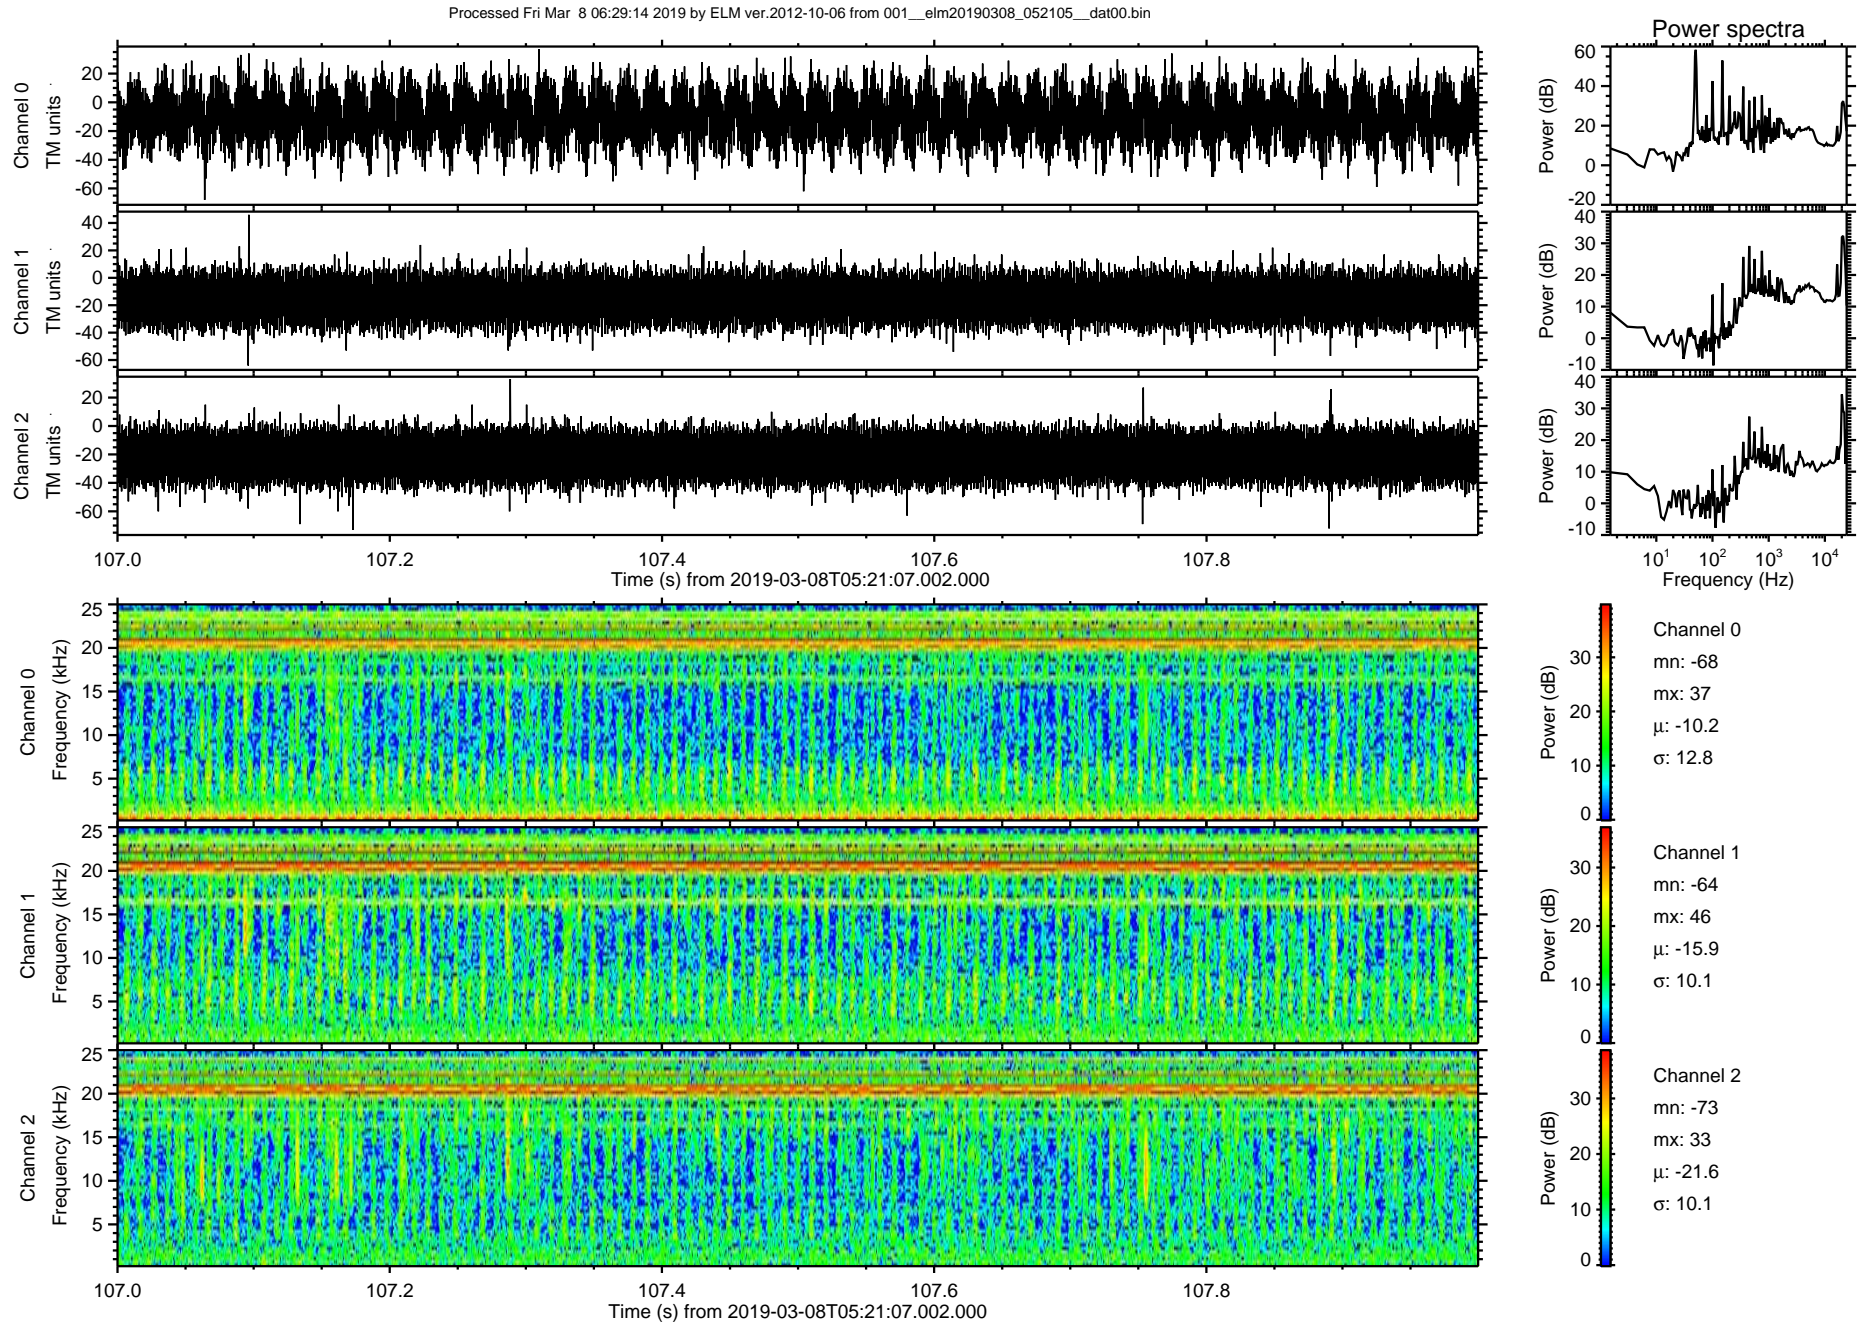 Processed Fri Mar  8 06:29:14 2019 by ELM ver.2012-10-06 from 001__elm20190308_052105__dat00.bin
Power spectra
Channel 0
TM units
20
0
-20
-40
-60
Power (dB)
60
40
20
0
-20
Channel 1
TM units
40
20
0
-20
-40
-60
Power (dB)
40
30
20
10
0
-10
Channel 2
TM units
20
0
-20
-40
-60
Power (dB)
40
30
20
10
0
-10
107.0 107.2 107.4 107.6 107.8
Time (s) from 2019-03-08T05:21:07.002.000
10^1 10^2 10^3 10^4
Frequency (Hz)
Channel 0
Frequency (kHz)
25
20
15
10
5
Power (dB)
30
20
10
0
Channel 0
mn: -68
mx: 37
μ: -10.2
σ: 12.8
Channel 1
Frequency (kHz)
25
20
15
10
5
Power (dB)
30
20
10
0
Channel 1
mn: -64
mx: 46
μ: -15.9
σ: 10.1
Channel 2
Frequency (kHz)
25
20
15
10
5
Power (dB)
30
20
10
0
Channel 2
mn: -73
mx: 33
μ: -21.6
σ: 10.1
107.0 107.2 107.4 107.6 107.8
Time (s) from 2019-03-08T05:21:07.002.000